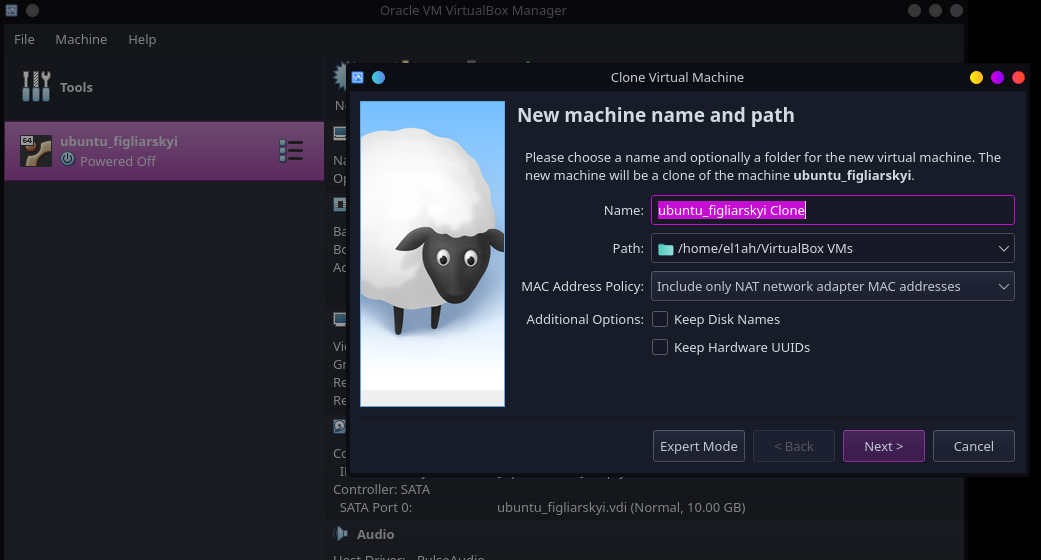 Oracle VM VirtualBox Manager
File Machine Help
Tools
64 ubuntu_figliarskyi
Powered Off
Clone Virtual Machine
New machine name and path
Please choose a name and optionally a folder for the new virtual machine. The
new machine will be a clone of the machine ubuntu_figliarskyi.
Name: ubuntu_figliarskyi Clone
Path: /home/el1ah/VirtualBox VMs
MAC Address Policy: Include only NAT network adapter MAC addresses
Additional Options: Keep Disk Names
Keep Hardware UUIDs
Expert Mode < Back Next > Cancel
Controller: SATA
SATA Port 0: ubuntu_figliarskyi.vdi (Normal, 10.00 GB)
Audio
Host Driver: PulseAudio